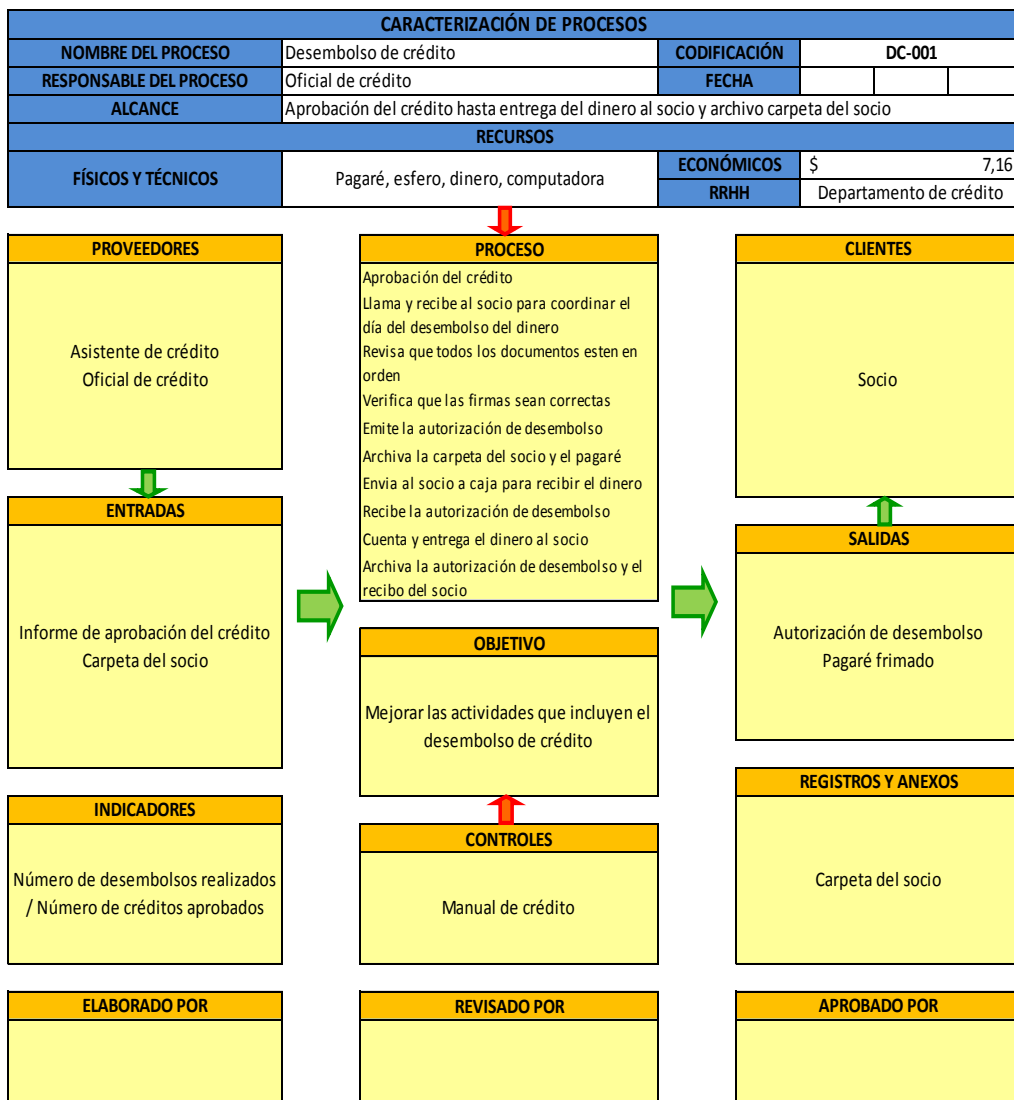 CARACTERIZACIÓN DE PROCESOS
NOMBRE DEL PROCESO Desembolso de crédito CODIFICACIÓN DC-001
RESPONSABLE DEL PROCESO Oficial de crédito FECHA
ALCANCE Aprobación del crédito hasta entrega del dinero al socio y archivo carpeta del socio
RECURSOS
FÍSICOS Y TÉCNICOS Pagaré, esfero, dinero, computadora
ECONÓMICOS $ 7,16
RRHH Departamento de crédito
PROVEEDORES
Asistente de crédito
Oficial de crédito
ENTRADAS
Informe de aprobación del crédito
Carpeta del socio
INDICADORES
Número de desembolsos realizados
/ Número de créditos aprobados
ELABORADO POR
PROCESO
Aprobación del crédito
Llama y recibe al socio para coordinar el
día del desembolso del dinero
Revisa que todos los documentos esten en
orden
Verifica que las firmas sean correctas
Emite la autorización de desembolso
Archiva la carpeta del socio y el pagaré
Envia al socio a caja para recibir el dinero
Recibe la autorización de desembolso
Cuenta y entrega el dinero al socio
Archiva la autorización de desembolso y el
recibo del socio
OBJETIVO
Mejorar las actividades que incluyen el
desembolso de crédito
CONTROLES
Manual de crédito
REVISADO POR
CLIENTES
Socio
SALIDAS
Autorización de desembolso
Pagaré frimado
REGISTROS Y ANEXOS
Carpeta del socio
APROBADO POR